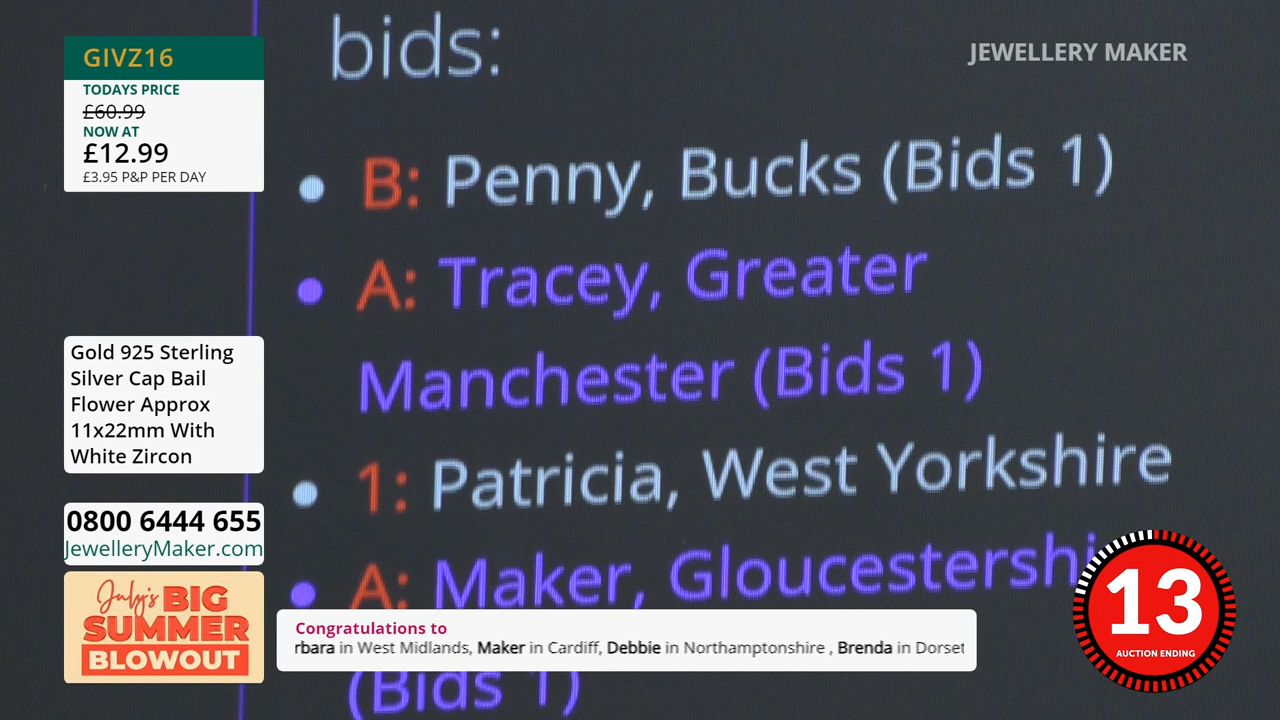 bids:
B: Penny, Bucks (Bids 1)
A: Tracey, Greater
Manchester (Bids 1)
1: Patricia, West Yorkshire
A: Maker,
(Bids 1)
GIVZ16
TODAYS PRICE
£60.99
NOW AT
£12.99
£3.95 P&P PER DAY
JEWELLERY MAKER
Gold 925 Sterling
Silver Cap Bail
Flower Approx
11x22mm With
White Zircon
0800 6444 655
JewelleryMaker.com
July's BIG
SUMMER
BLOWOUT
Congratulations to
rbara in West Midlands, Maker in Cardiff, Debbie in Northamptonshire , Brenda in Dorset
13
AUCTION ENDING